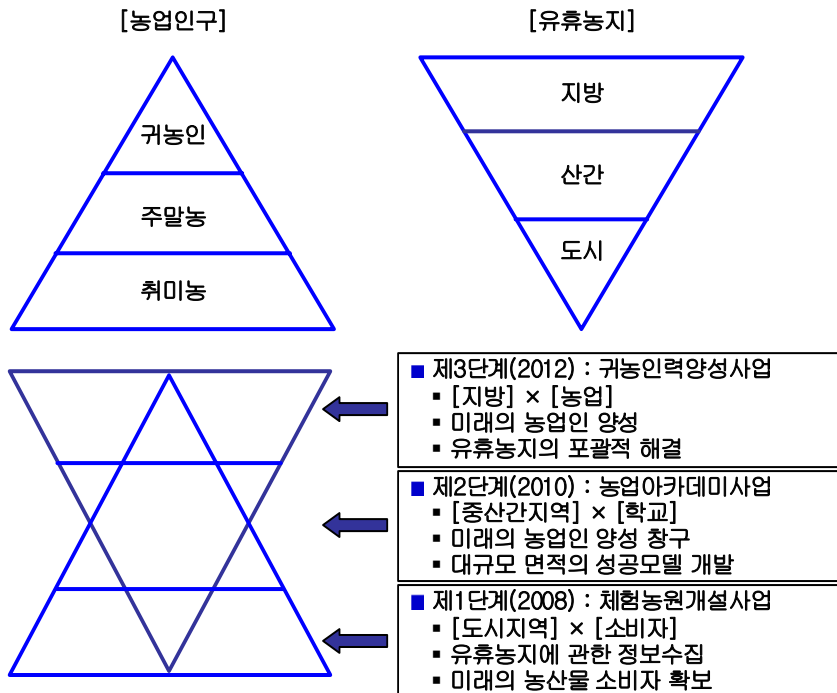 [농업인구]
[유휴농지]
귀농인
주말농
취미농
지방
산간
도시
■ 제3단계(2012) : 귀농인력양성사업
▪ [지방] × [농업]
▪ 미래의 농업인 양성
▪ 유휴농지의 포괄적 해결
■ 제2단계(2010) : 농업아카데미사업
▪ [중산간지역] × [학교]
▪ 미래의 농업인 양성 창구
▪ 대규모 면적의 성공모델 개발
■ 제1단계(2008) : 체험농원개설사업
▪ [도시지역] × [소비자]
▪ 유휴농지에 관한 정보수집
▪ 미래의 농산물 소비자 확보